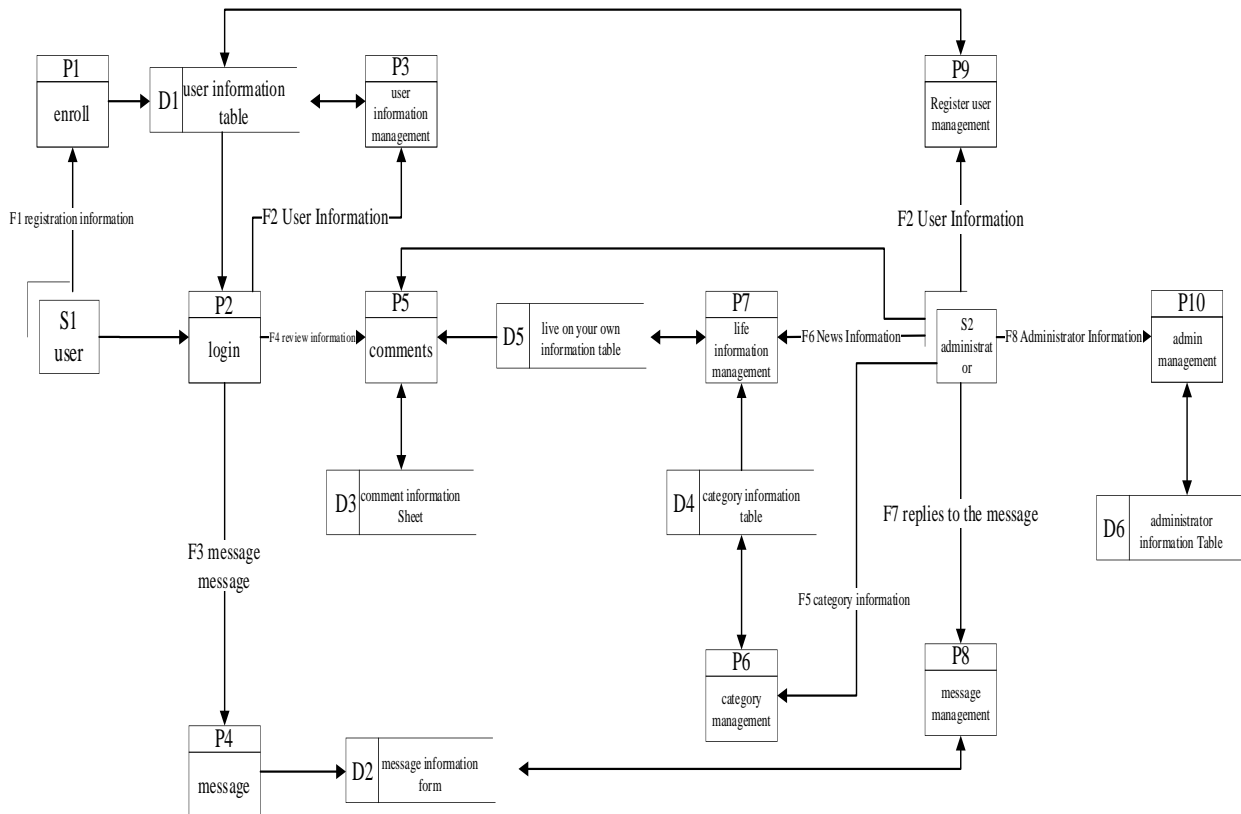 P1
enroll
D1
user information
table
P3
user
information
management
P9
Register user
management
F1 registration information
F2 User Information
F2 User Information
S1
user
P2
login
F4 review information
P5
comments
D5
live on your own
information table
P7
life
information
management
F6 News Information
S2
administrat
or
F8 Administrator Information
P10
admin
management
D3
comment information
Sheet
D4
category information
table
F7 replies to the message
D6
administrator
information Table
F3 message
message
F5 category information
P6
category
management
P8
message
management
P4
message
D2
message information
form